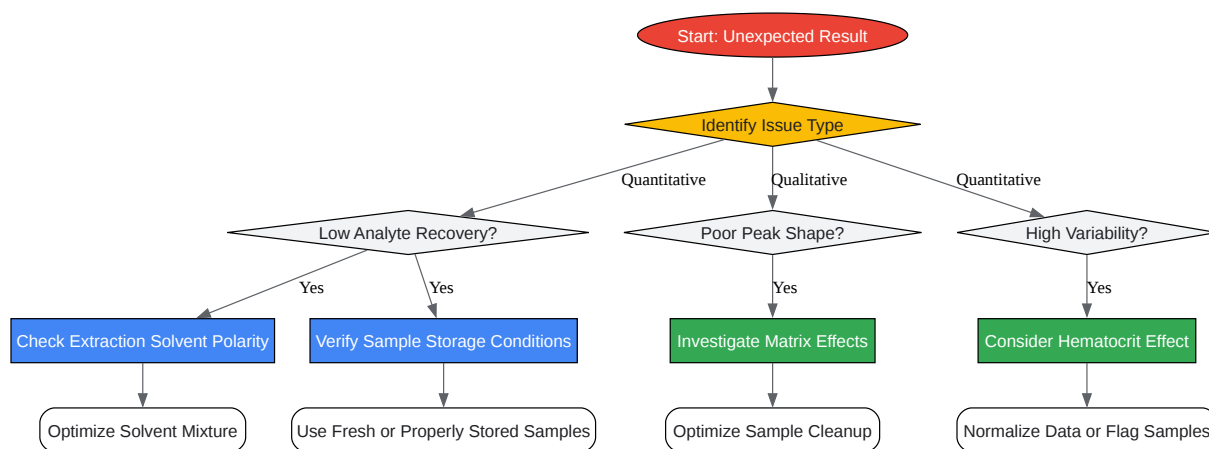 Start: Unexpected Result
Identify Issue Type
Quantitative
Qualitative
Quantitative
Low Analyte Recovery?
Poor Peak Shape?
High Variability?
Yes
Yes
Yes
Yes
Check Extraction Solvent Polarity
Verify Sample Storage Conditions
Investigate Matrix Effects
Consider Hematocrit Effect
Optimize Solvent Mixture
Use Fresh or Properly Stored Samples
Optimize Sample Cleanup
Normalize Data or Flag Samples